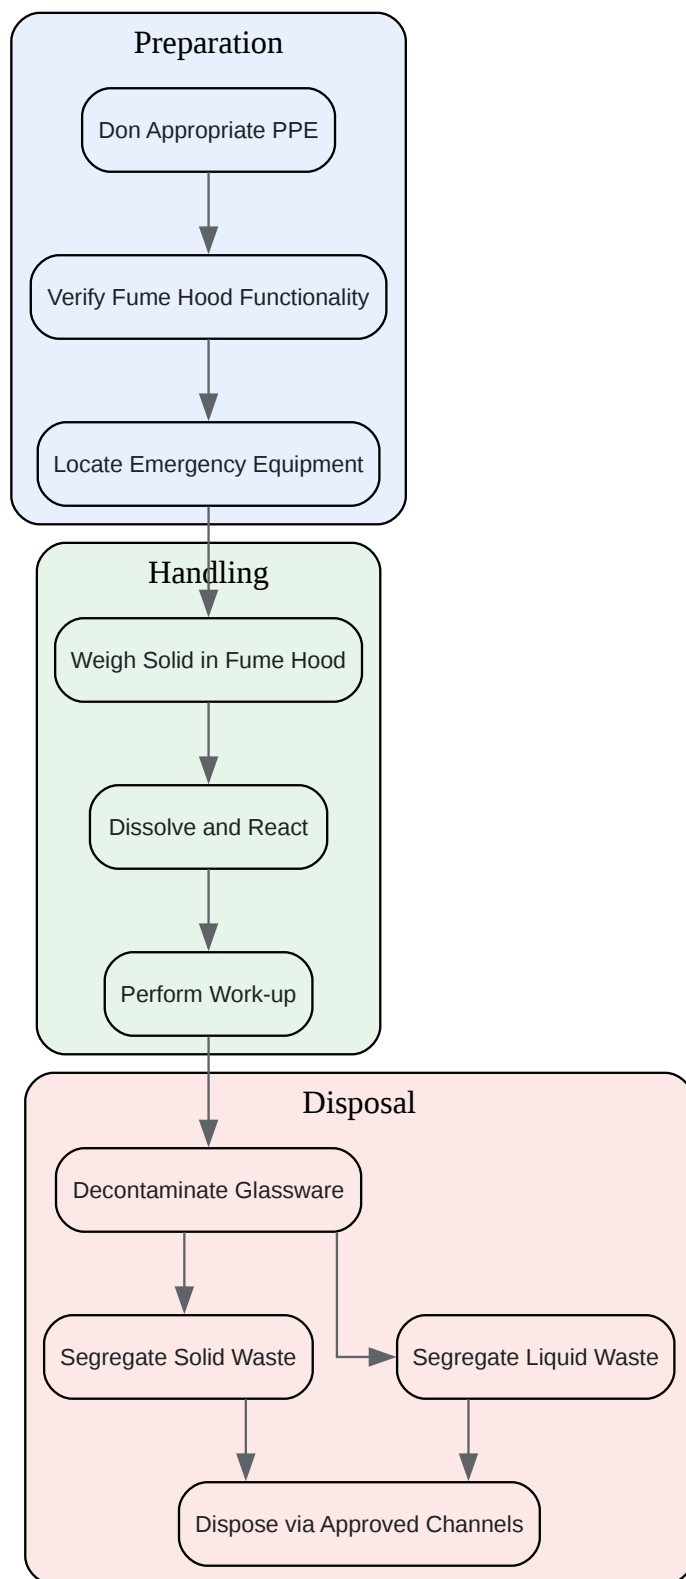 Preparation
Don Appropriate PPE
Verify Fume Hood Functionality
Locate Emergency Equipment
Handling
Weigh Solid in Fume Hood
Dissolve and React
Perform Work-up
Disposal
Decontaminate Glassware
Segregate Solid Waste
Segregate Liquid Waste
Dispose via Approved Channels